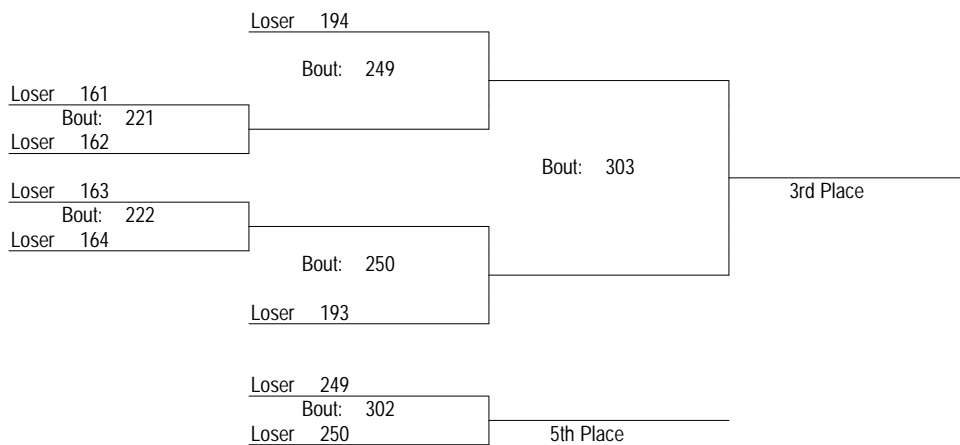 Loser 194
Bout: 249
Loser 161
Bout: 221
Loser 162
Bout: 303
Loser 163
3rd Place
Bout: 222
Loser 164
Bout: 250
Loser 193
Loser 249
Bout: 302
Loser 250
5th Place